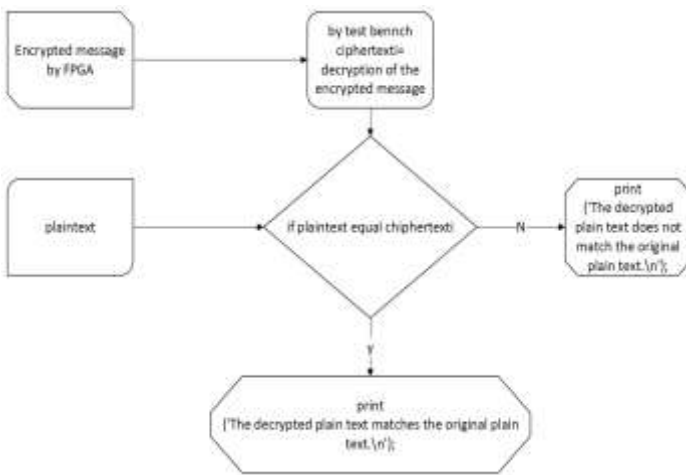 Encrypted message
by FPGA
by test bennch
ciphertexti=
decryption of the
encrypted message
plaintext
if plaintext equal chiphertexti
N
print
('The decrypted
plain text does not
match the original
plain text.\n');
Y
print
('The decrypted plain text matches the original plain
text.\n');